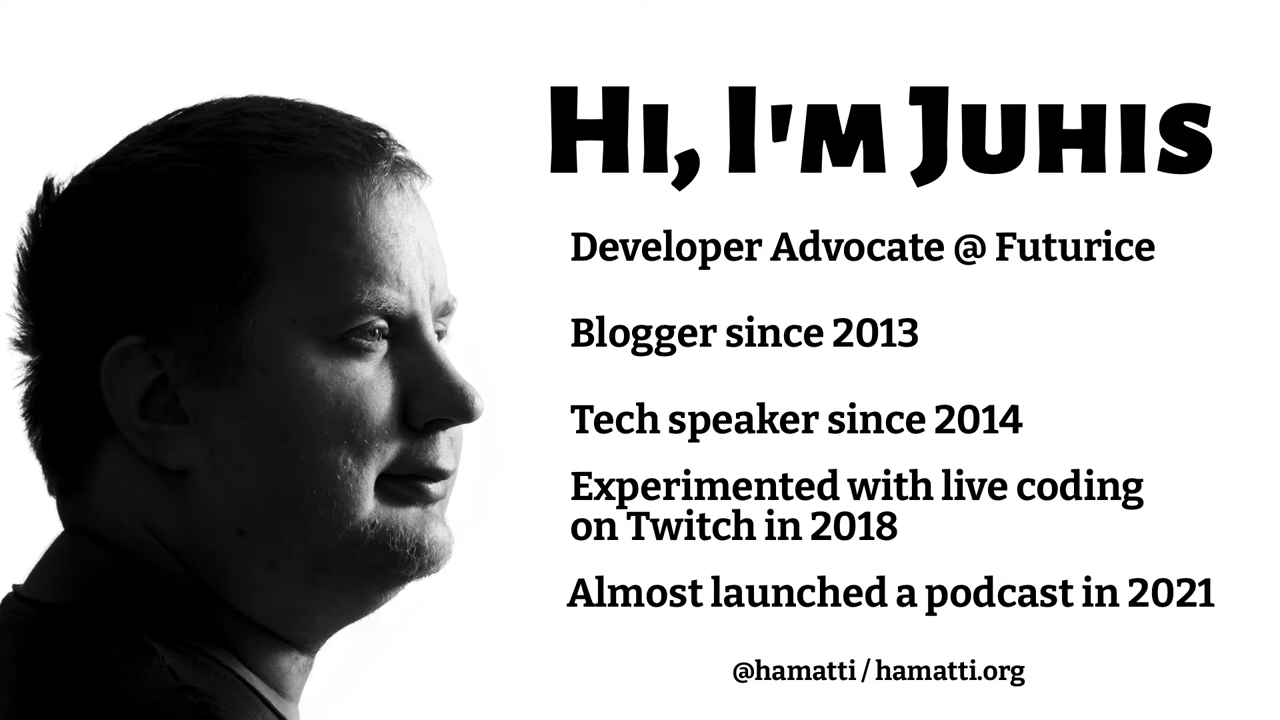 Hi, I'm Juhis
Developer Advocate @ Futurice
Blogger since 2013
Tech speaker since 2014
Experimented with live coding
on Twitch in 2018
Almost launched a podcast in 2021
@hamatti / hamatti.org